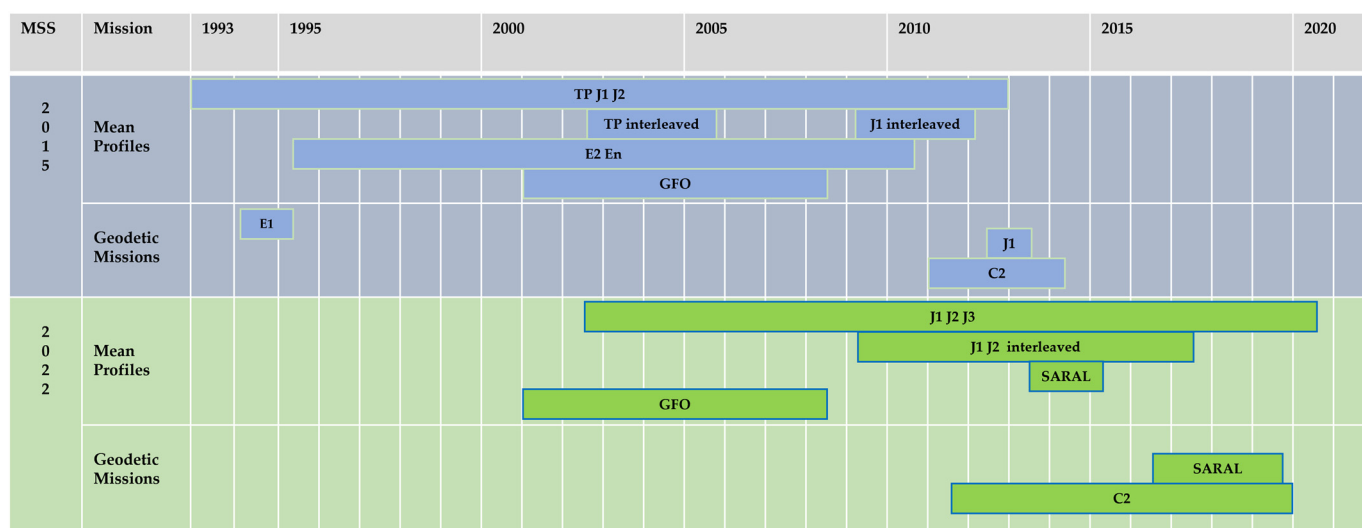 MSS Mission 1993 1995 2000 2005 2010 2015 2020
2
0
1
5
Mean
Profiles
TP J1 J2
TP interleaved J1 interleaved
E2 En
GFO
Geodetic
Missions
E1
J1
C2
2
0
2
2
Mean
Profiles
J1 J2 J3
J1 J2 interleaved
SARAL
GFO
Geodetic
Missions
SARAL
C2